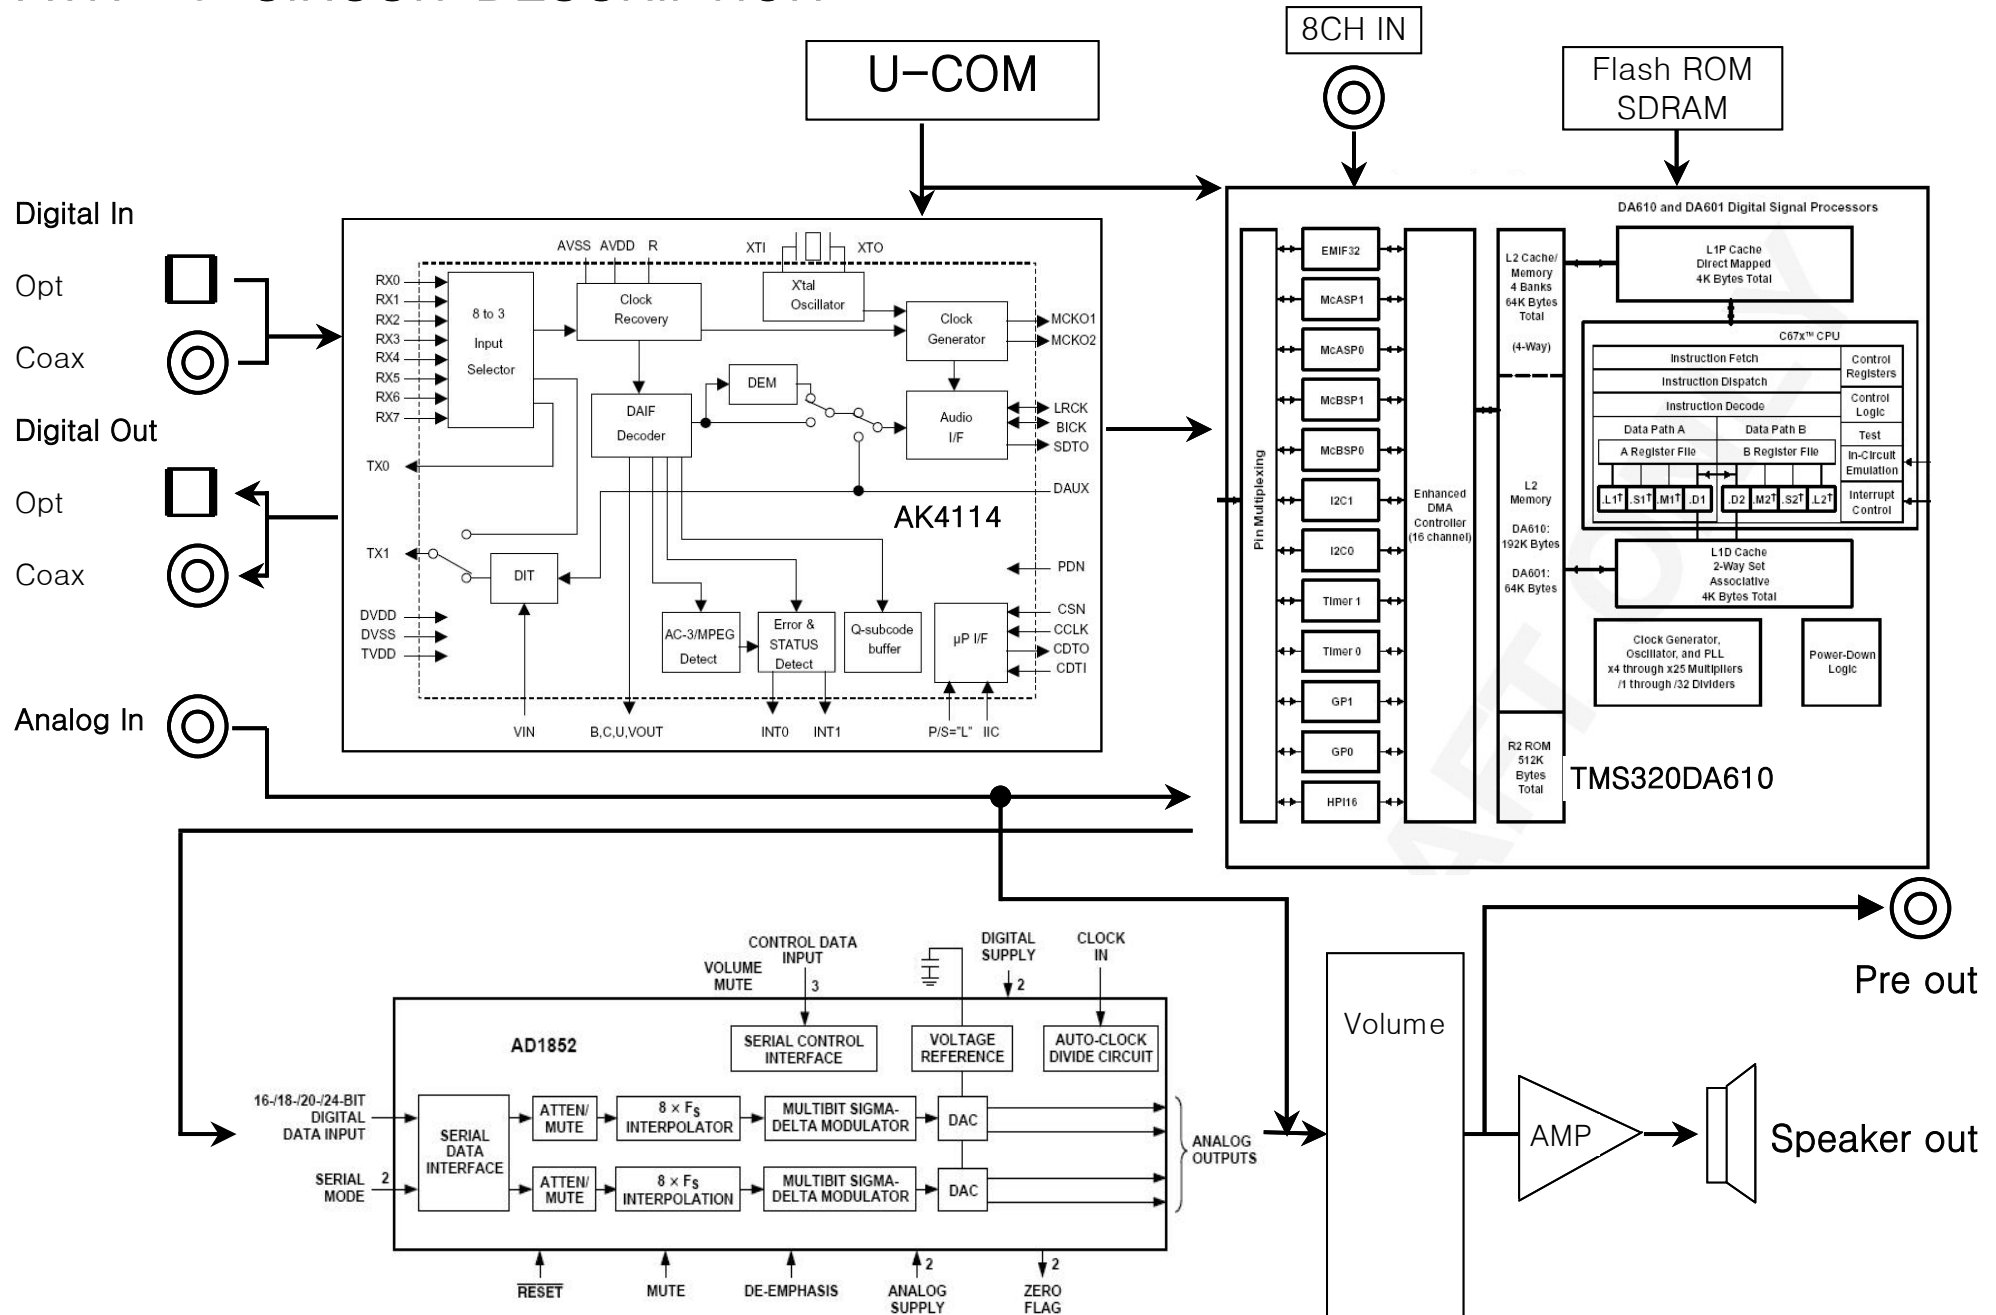 8CH IN
U-COM
Flash ROM
SDRAM
Digital In
Opt
Coax
Digital Out
Opt
Coax
Analog In
AVSS AVDD R
XTI
XTO
RX0
RX1
RX2
RX3
RX4
RX5
RX6
RX7
8 to 3
Input
Selector
Clock
Recovery
X'tal
Oscillator
Clock
Generator
MCKO1
MCKO2
DEM
DAIF
Decoder
Audio
I/F
LRCK
BICK
SDTO
TX0
DAUX
AK4114
TX1
DIT
PDN
DVDD
DVSS
TVDD
AC-3/MPEG
Detect
Error &
STATUS
Detect
Q-subcode
buffer
µP I/F
CSN
CCLK
CDTO
CDTI
VIN
B,C,U,VOUT
INT0
INT1
P/S="L"
IIC
DA610 and DA601 Digital Signal Processors
Pin Multiplexing
EMIF32
McASP1
McASP0
McBSP1
McBSP0
I2C1
I2C0
Timer 1
Timer 0
GP1
GP0
HPI16
Enhanced
DMA
Controller
(16 channel)
L2 Cache/
Memory
4 Banks
64K Bytes
Total
(4-Way)
L2
Memory
DA610:
192K Bytes
DA601:
64K Bytes
R2 ROM
512K
Bytes
Total
L1P Cache
Direct Mapped
4K Bytes Total
C67x™ CPU
Instruction Fetch
Instruction Dispatch
Instruction Decode
Data Path A
Data Path B
A Register File
B Register File
.L1† .S1† .M1† .D1
.D2 .M2† .S2† .L2†
Control
Registers
Control
Logic
Test
In-Circuit
Emulation
Interrupt
Control
L1D Cache
2-Way Set
Associative
4K Bytes Total
Clock Generator,
Oscillator, and PLL
x4 through x25 Multipliers
/1 through /32 Dividers
Power-Down
Logic
TMS320DA610
CONTROL DATA
INPUT
VOLUME
MUTE
3
DIGITAL
SUPPLY
2
CLOCK
IN
AD1852
SERIAL CONTROL
INTERFACE
VOLTAGE
REFERENCE
AUTO-CLOCK
DIVIDE CIRCUIT
16-/18-/20-/24-BIT
DIGITAL
DATA INPUT
SERIAL
MODE
2
SERIAL
DATA
INTERFACE
ATTEN/
MUTE
8 × FS
INTERPOLATOR
MULTIBIT SIGMA-
DELTA MODULATOR
DAC
ATTEN/
MUTE
8 × FS
INTERPOLATION
MULTIBIT SIGMA-
DELTA MODULATOR
DAC
ANALOG
OUTPUTS
RESET
MUTE
DE-EMPHASIS
2
ANALOG
SUPPLY
2
ZERO
FLAG
Volume
AMP
Pre out
Speaker out